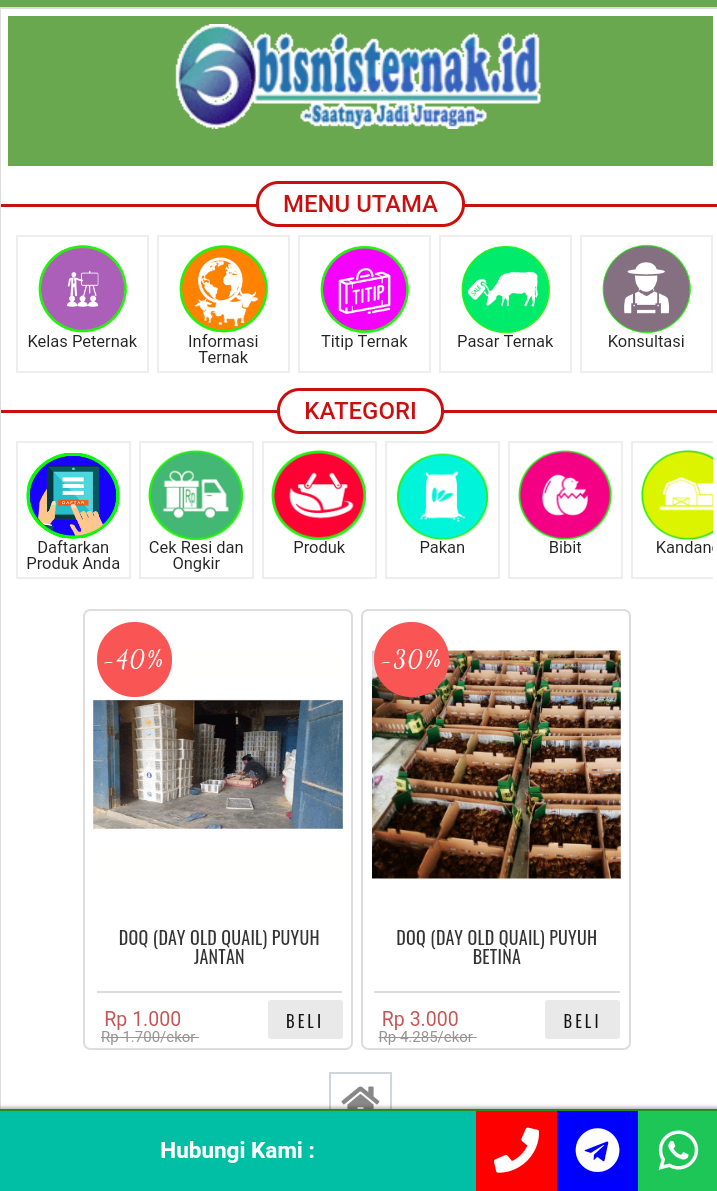 bisnisternak.id
~Saatnya Jadi Juragan~
MENU UTAMA
Kelas Peternak
Informasi
Ternak
TITIP
Titip Ternak
SALE
Pasar Ternak
Konsultasi
KATEGORI
DAFTAR
Daftarkan
Produk Anda
Rp
Cek Resi dan
Ongkir
Produk
Pakan
Bibit
Kandang
-40%
-30%
DOQ (DAY OLD QUAIL) PUYUH
JANTAN
DOQ (DAY OLD QUAIL) PUYUH
BETINA
Rp 1.000
Rp 1.700/ekor
BELI
Rp 3.000
Rp 4.285/ekor
BELI
Hubungi Kami :